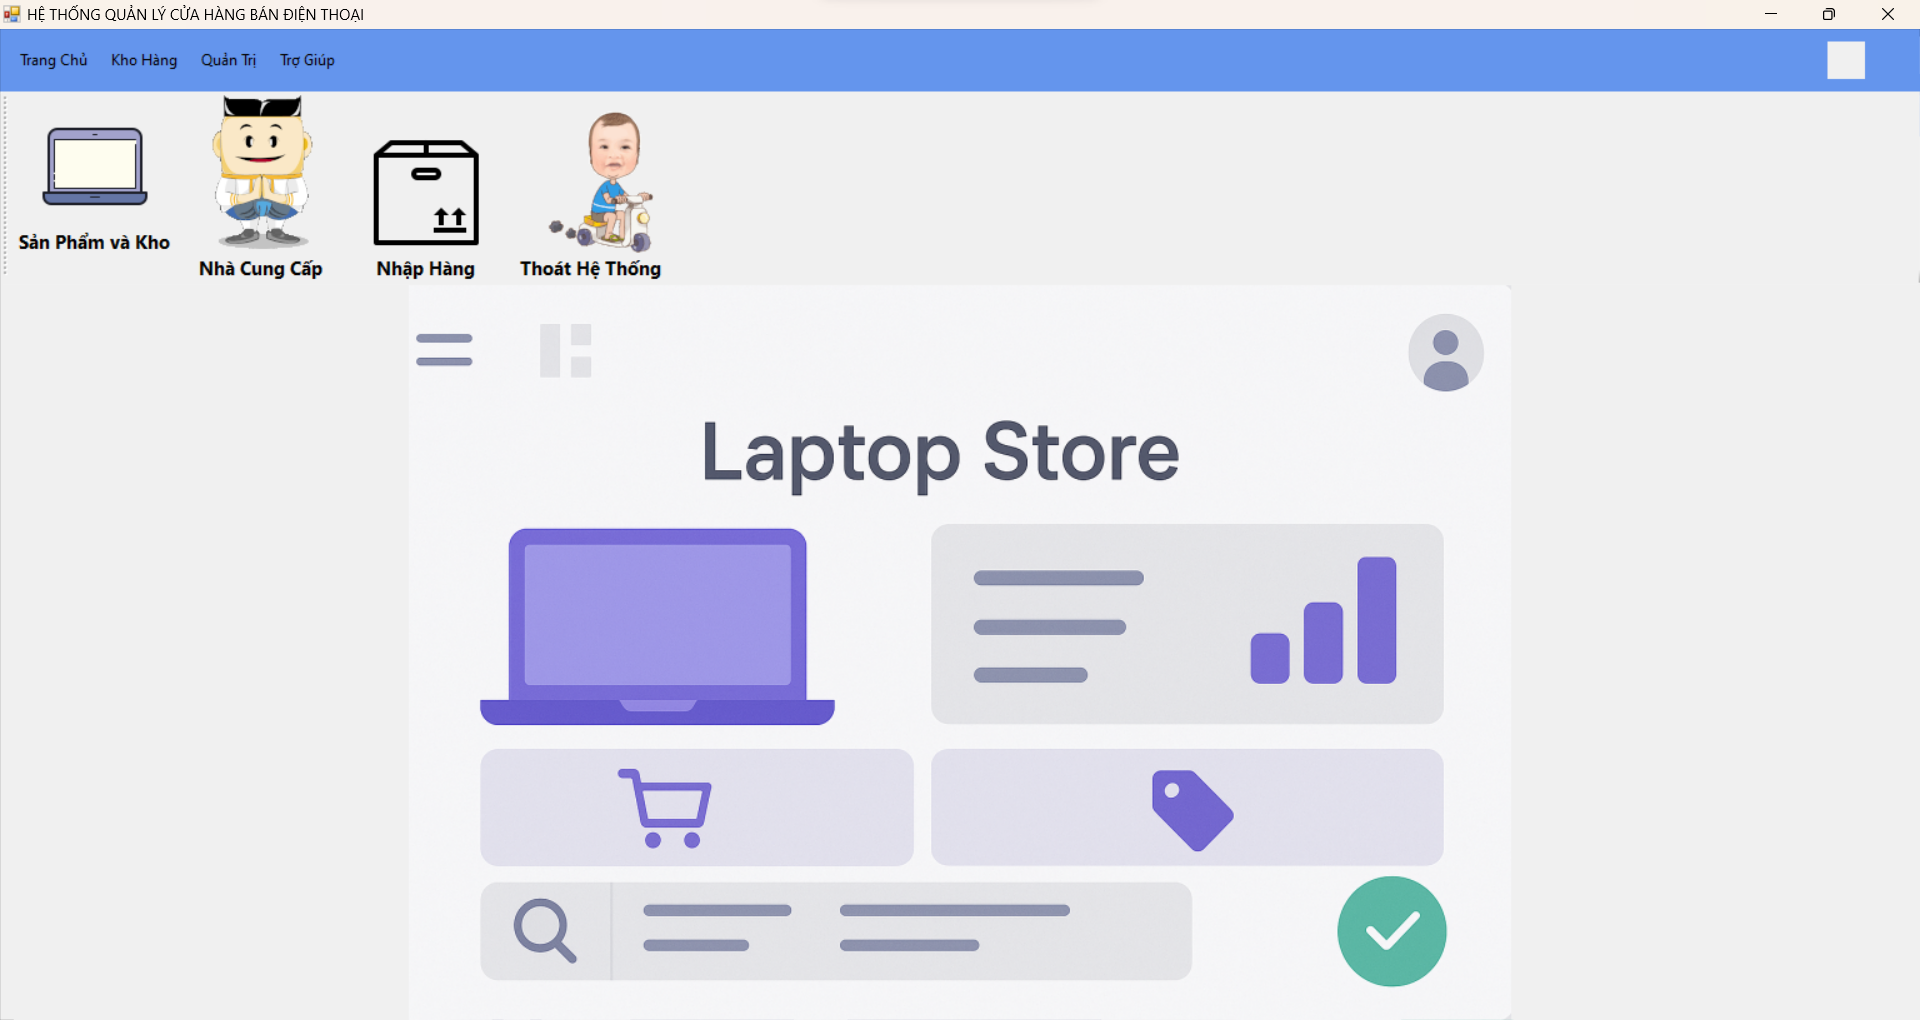 HỆ THỐNG QUẢN LÝ CỬA HÀNG BÁN ĐIỆN THOẠI
Trang Chủ Kho Hàng Quản Trị Trợ Giúp
Sản Phẩm và Kho
Nhà Cung Cấp
Nhập Hàng
Thoát Hệ Thống
Laptop Store